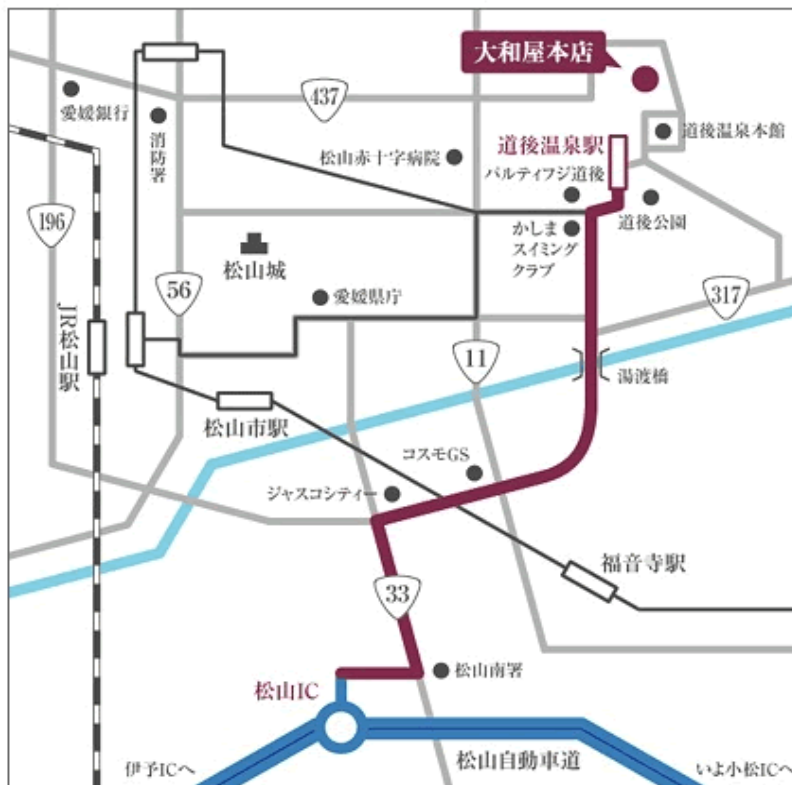 大和屋本店
愛媛銀行
437
消防署
松山赤十字病院
道後温泉駅
道後温泉本館
パルティフジ道後
196
かしま
スイミング
クラブ
道後公園
松山城
56
愛媛県庁
317
JR松山駅
11
湯渡橋
松山市駅
コスモGS
ジャスコシティー
福音寺駅
33
松山南署
松山IC
伊予ICへ
松山自動車道
いよ小松ICへ